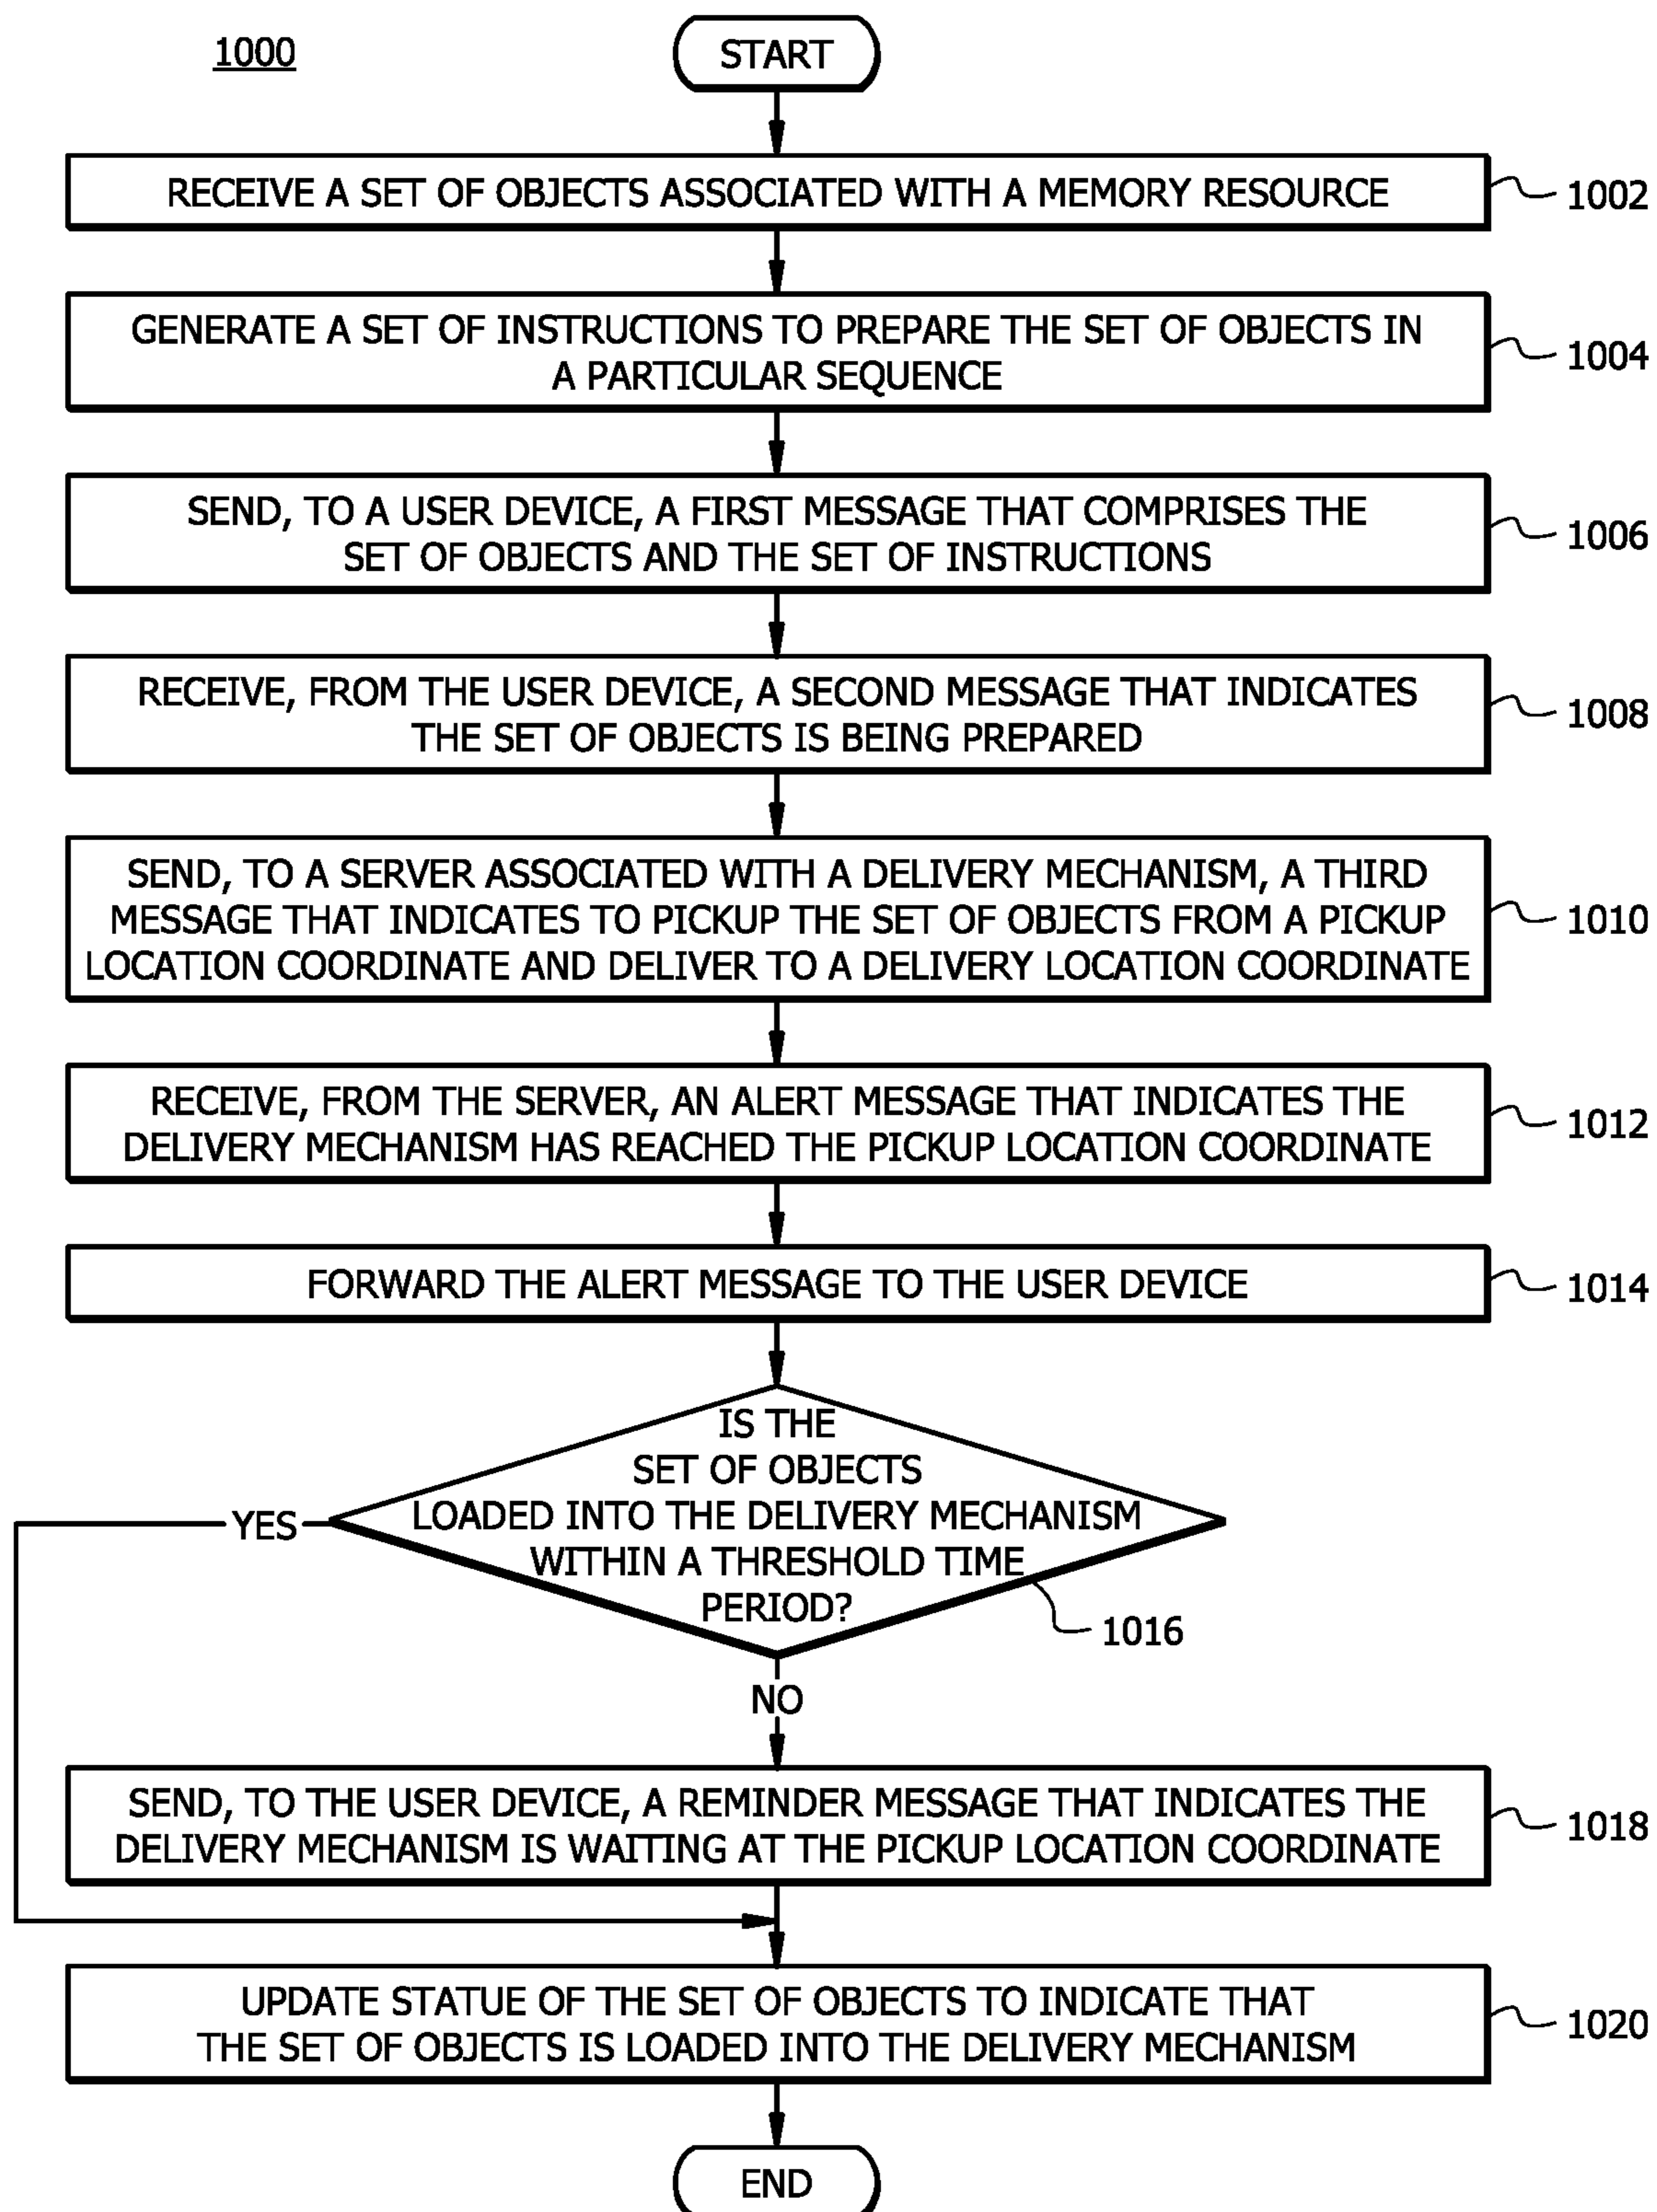 1000
START
RECEIVE A SET OF OBJECTS ASSOCIATED WITH A MEMORY RESOURCE
1002
GENERATE A SET OF INSTRUCTIONS TO PREPARE THE SET OF OBJECTS IN
A PARTICULAR SEQUENCE
1004
SEND, TO A USER DEVICE, A FIRST MESSAGE THAT COMPRISES THE
SET OF OBJECTS AND THE SET OF INSTRUCTIONS
1006
RECEIVE, FROM THE USER DEVICE, A SECOND MESSAGE THAT INDICATES
THE SET OF OBJECTS IS BEING PREPARED
1008
SEND, TO A SERVER ASSOCIATED WITH A DELIVERY MECHANISM, A THIRD
MESSAGE THAT INDICATES TO PICKUP THE SET OF OBJECTS FROM A PICKUP
LOCATION COORDINATE AND DELIVER TO A DELIVERY LOCATION COORDINATE
1010
RECEIVE, FROM THE SERVER, AN ALERT MESSAGE THAT INDICATES THE
DELIVERY MECHANISM HAS REACHED THE PICKUP LOCATION COORDINATE
1012
FORWARD THE ALERT MESSAGE TO THE USER DEVICE
1014
IS THE
SET OF OBJECTS
LOADED INTO THE DELIVERY MECHANISM
WITHIN A THRESHOLD TIME
PERIOD?
YES
1016
NO
SEND, TO THE USER DEVICE, A REMINDER MESSAGE THAT INDICATES THE
DELIVERY MECHANISM IS WAITING AT THE PICKUP LOCATION COORDINATE
1018
UPDATE STATUE OF THE SET OF OBJECTS TO INDICATE THAT
THE SET OF OBJECTS IS LOADED INTO THE DELIVERY MECHANISM
1020
END